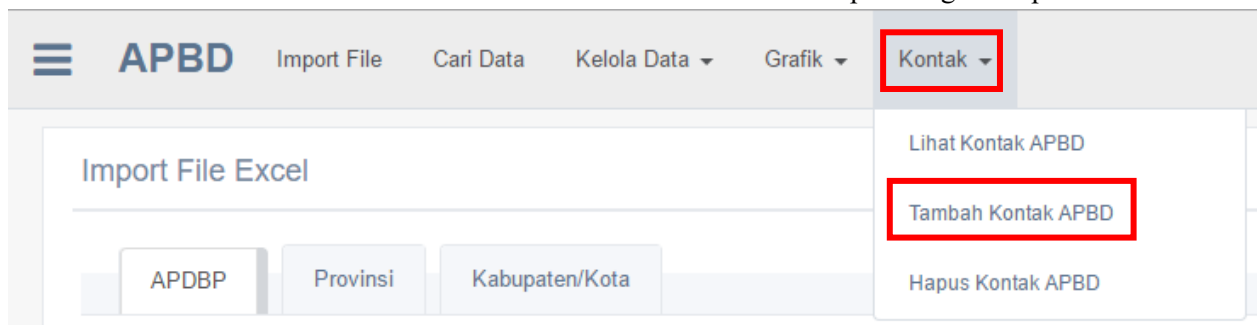 APBD Import File Cari Data Kelola Data Grafik Kontak
Lihat Kontak APBD
Import File Excel
Tambah Kontak APBD
APDBP Provinsi Kabupaten/Kota
Hapus Kontak APBD